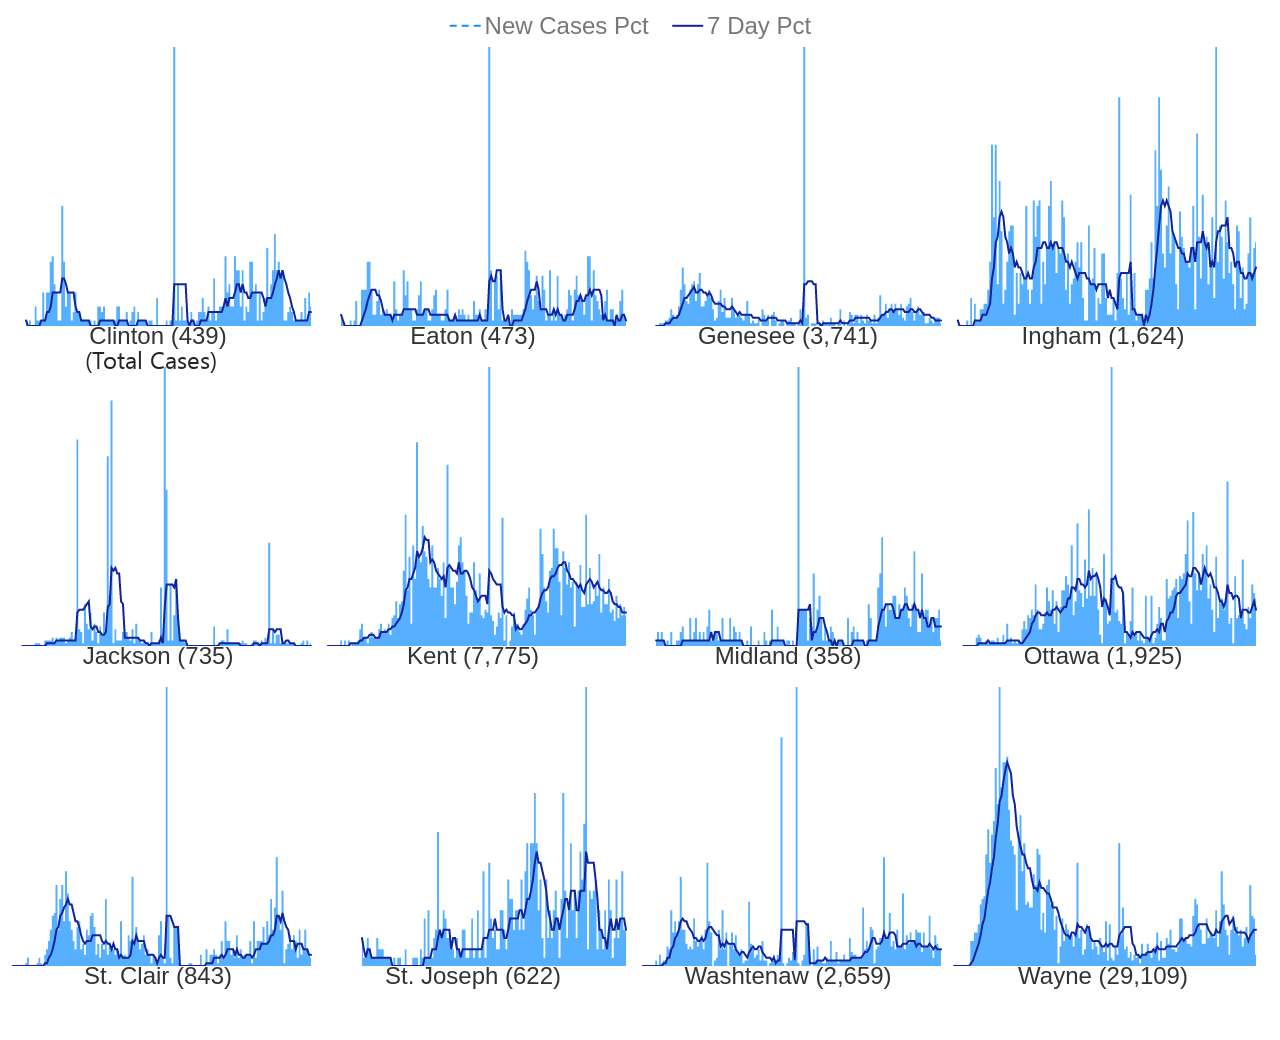 New Cases Pct 7 Day Pct
Clinton (439) Eaton (473) Genesee (3,741) Ingham (1,624)
(Total Cases)
Jackson (735) Kent (7,775) Midland (358) Ottawa (1,925)
St. Clair (843) St. Joseph (622) Washtenaw (2,659) Wayne (29,109)